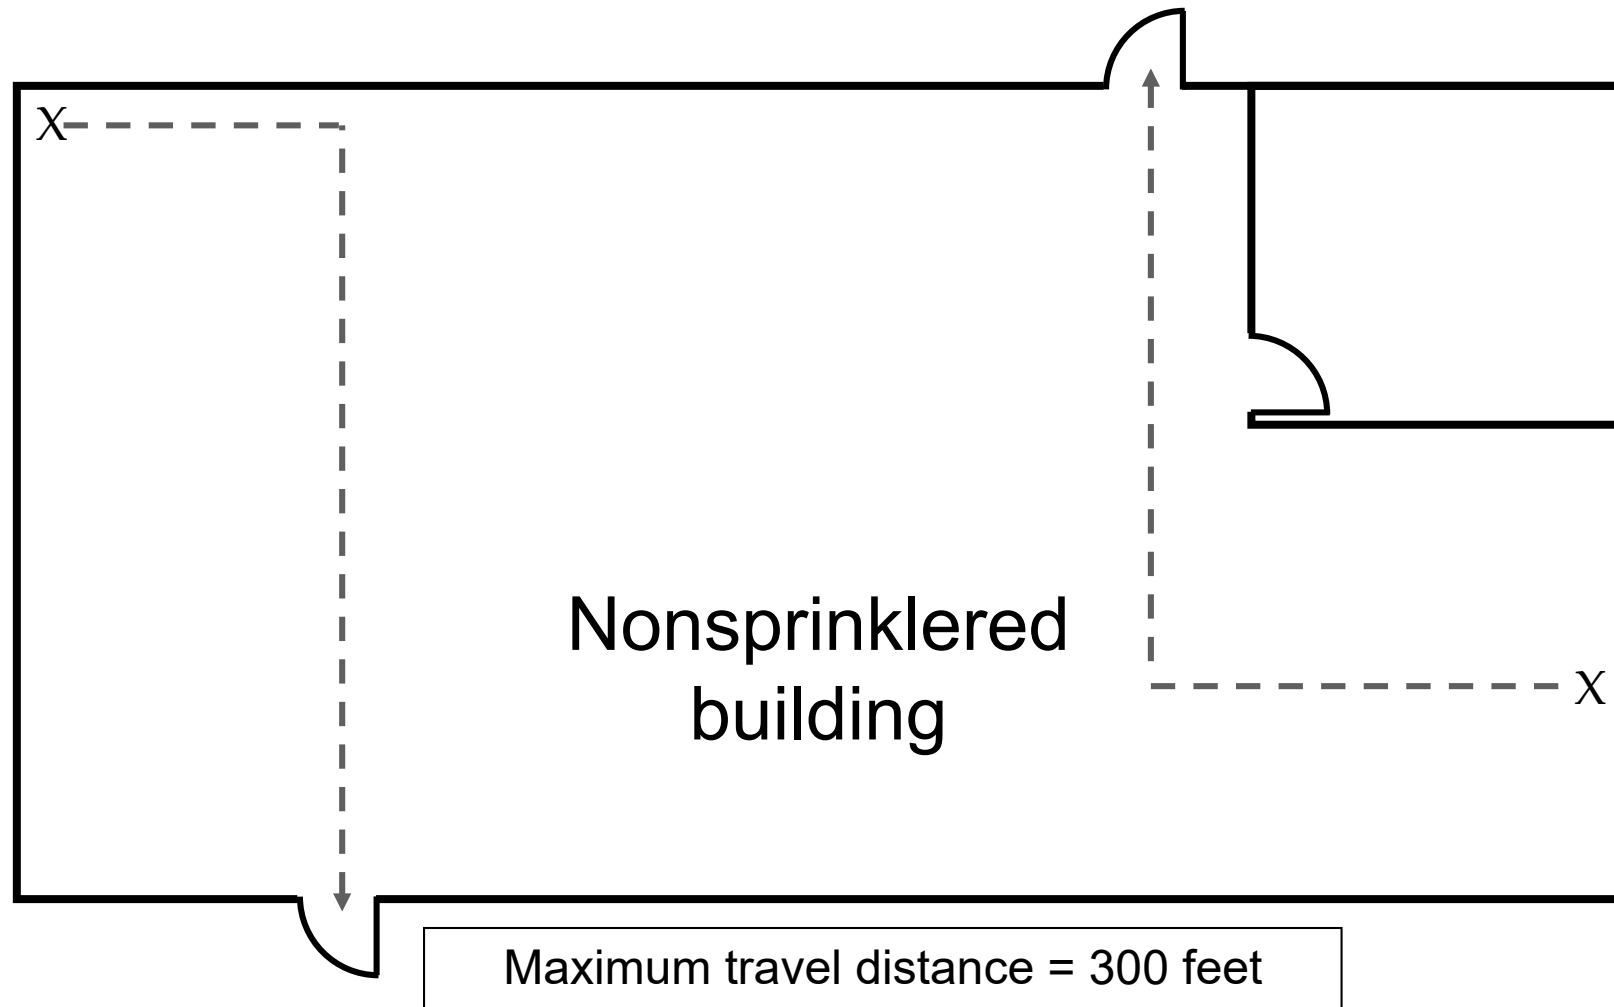 X
Nonsprinklered
building
X
Maximum travel distance = 300 feet